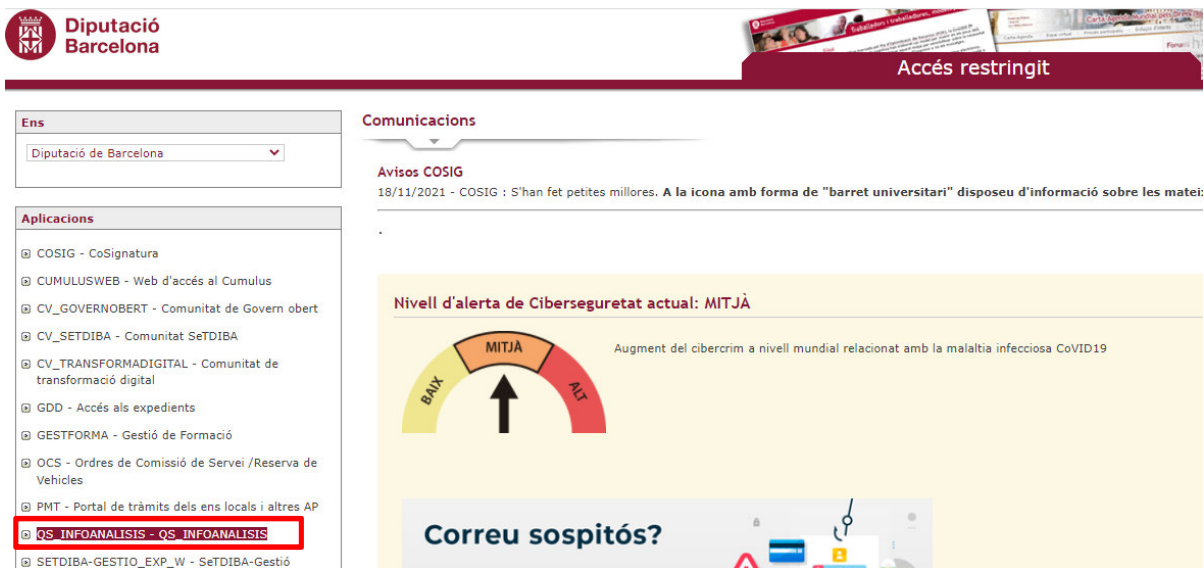 Diputació
Barcelona
Accés restringit
Ens
Diputació de Barcelona
Aplicacions
COSIG - CoSignatura
CUMULUSWEB - Web d'accés al Cumulus
CV_GOVERNOBERT - Comunitat de Govern obert
CV_SETDIBA - Comunitat SeTDIBA
CV_TRANSFORMADIGITAL - Comunitat de
transformació digital
GDD - Accés als expedients
GESTFORMA - Gestió de Formació
OCS - Ordres de Comissió de Servei /Reserva de
Vehicles
PMT - Portal de tràmits dels ens locals i altres AP
QS_INFOANALISIS - QS_INFOANALISIS
SETDIBA-GESTIO_EXP_W - SeTDIBA-Gestió
Comunicacions
Avisos COSIG
18/11/2021 - COSIG : S'han fet petites millores. A la icona amb forma de "barret universitari" disposeu d'informació sobre les mateix
.
Nivell d'alerta de Ciberseguretat actual: MITJÀ
BAIX
MITJÀ
ALT
Augment del cibercrim a nivell mundial relacionat amb la malaltia infecciosa CoVID19
Correu sospitós?